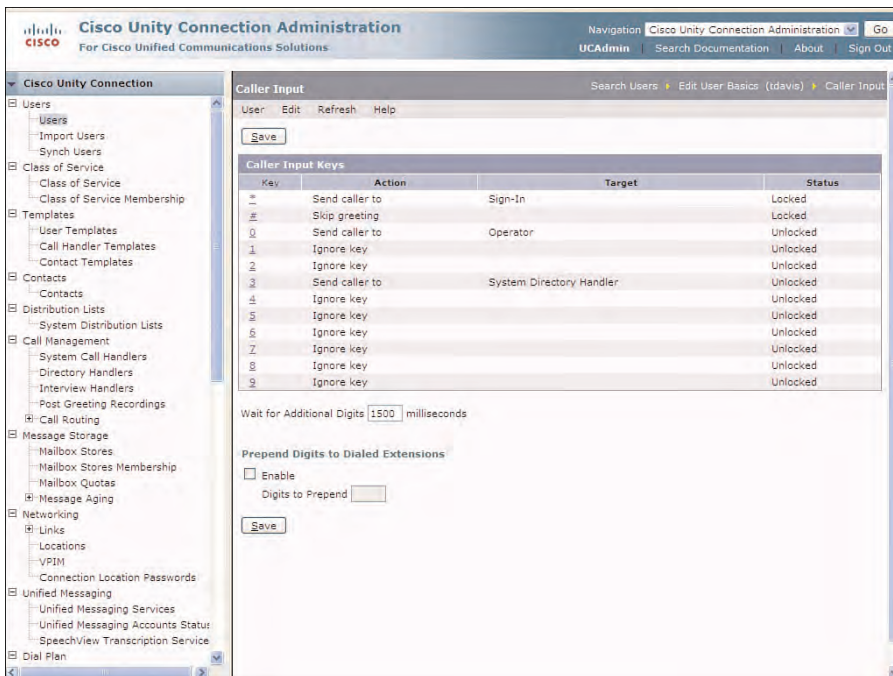 cisco
Cisco Unity Connection Administration
For Cisco Unified Communications Solutions
Navigation Cisco Unity Connection Administration Go
UCAdmin | Search Documentation | About | Sign Out
Cisco Unity Connection
Users
Users
Import Users
Synch Users
Class of Service
Class of Service
Class of Service Membership
Templates
User Templates
Call Handler Templates
Contact Templates
Contacts
Contacts
Distribution Lists
System Distribution Lists
Call Management
System Call Handlers
Directory Handlers
Interview Handlers
Post Greeting Recordings
Call Routing
Message Storage
Mailbox Stores
Mailbox Stores Membership
Mailbox Quotas
Message Aging
Networking
Links
Locations
VPIM
Connection Location Passwords
Unified Messaging
Unified Messaging Services
Unified Messaging Accounts Status
SpeechView Transcription Service
Dial Plan
Caller Input
Search Users Edit User Basics (tdavis) Caller Input
User Edit Refresh Help
Save
Caller Input Keys
Key Action Target Status
* Send caller to Sign-In Locked
# Skip greeting Locked
0 Send caller to Operator Unlocked
1 Ignore key Unlocked
2 Ignore key Unlocked
3 Send caller to System Directory Handler Unlocked
4 Ignore key Unlocked
5 Ignore key Unlocked
6 Ignore key Unlocked
7 Ignore key Unlocked
8 Ignore key Unlocked
9 Ignore key Unlocked
Wait for Additional Digits 1500 milliseconds
Prepend Digits to Dialed Extensions
Enable
Digits to Prepend
Save